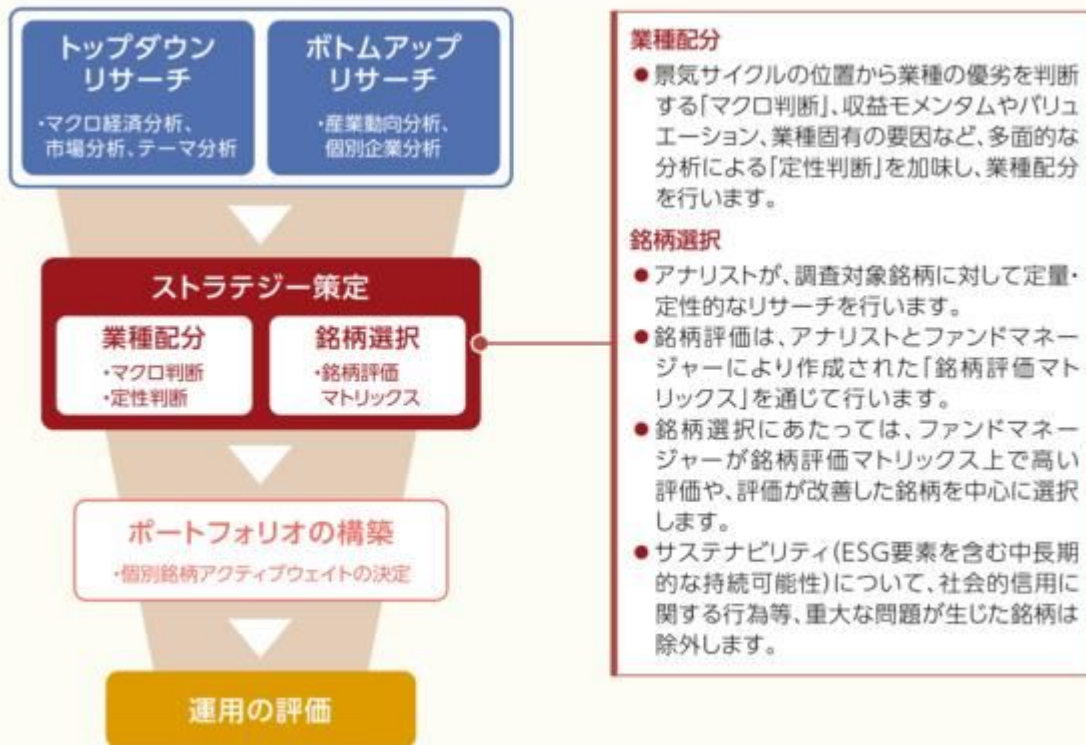 トップダウン
リサーチ
・マクロ経済分析、
市場分析、テーマ分析
ボトムアップ
リサーチ
・産業動向分析、
個別企業分析
ストラテジー策定
業種配分
・マクロ判断
・定性判断
銘柄選択
・銘柄評価
マトリックス
ポートフォリオの構築
・個別銘柄アクティブウェイトの決定
運用の評価
業種配分
●景気サイクルの位置から業種の優劣を判断
する「マクロ判断」、収益モメンタムやバリュ
エーション、業種固有の要因など、多面的な
分析による「定性判断」を加味し、業種配分
を行います。
銘柄選択
●アナリストが、調査対象銘柄に対して定量・
定性的なリサーチを行います。
●銘柄評価は、アナリストとファンドマネー
ジャーにより作成された「銘柄評価マト
リックス」を通じて行います。
●銘柄選択にあたっては、ファンドマネー
ジャーが銘柄評価マトリックス上で高い
評価や、評価が改善した銘柄を中心に選択
します。
●サステナビリティ(ESG要素を含む中長期
的な持続可能性)について、社会的信用に
関する行為等、重大な問題が生じた銘柄は
除外します。